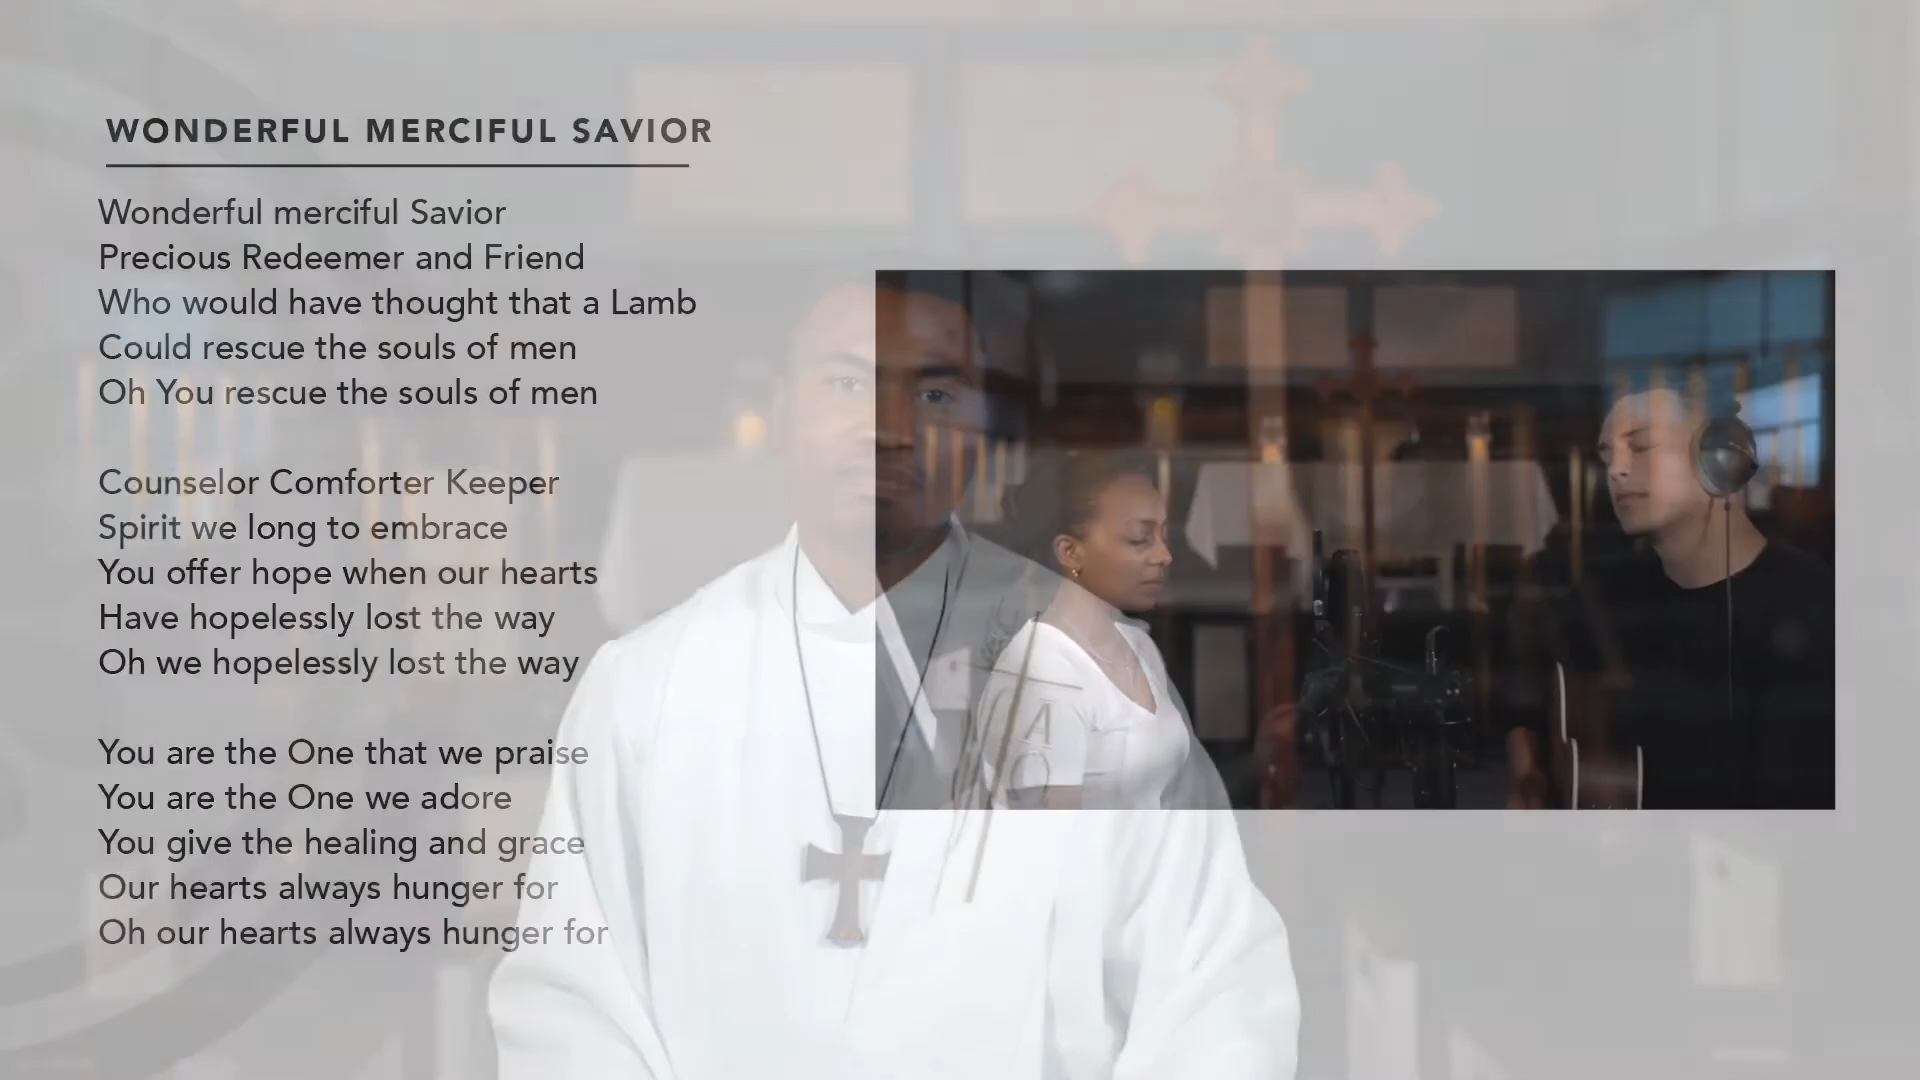 WONDERFUL MERCIFUL SAVIOR
Wonderful merciful Savior
Precious Redeemer and Friend
Who would have thought that a Lamb
Could rescue the souls of men
Oh You rescue the souls of men
Counselor Comforter Keeper
Spirit we long to embrace
You offer hope when our hearts
Have hopelessly lost the way
Oh we hopelessly lost the way
You are the One that we praise
You are the One we adore
You give the healing and grace
Our hearts always hunger for
Oh our hearts always hunger for